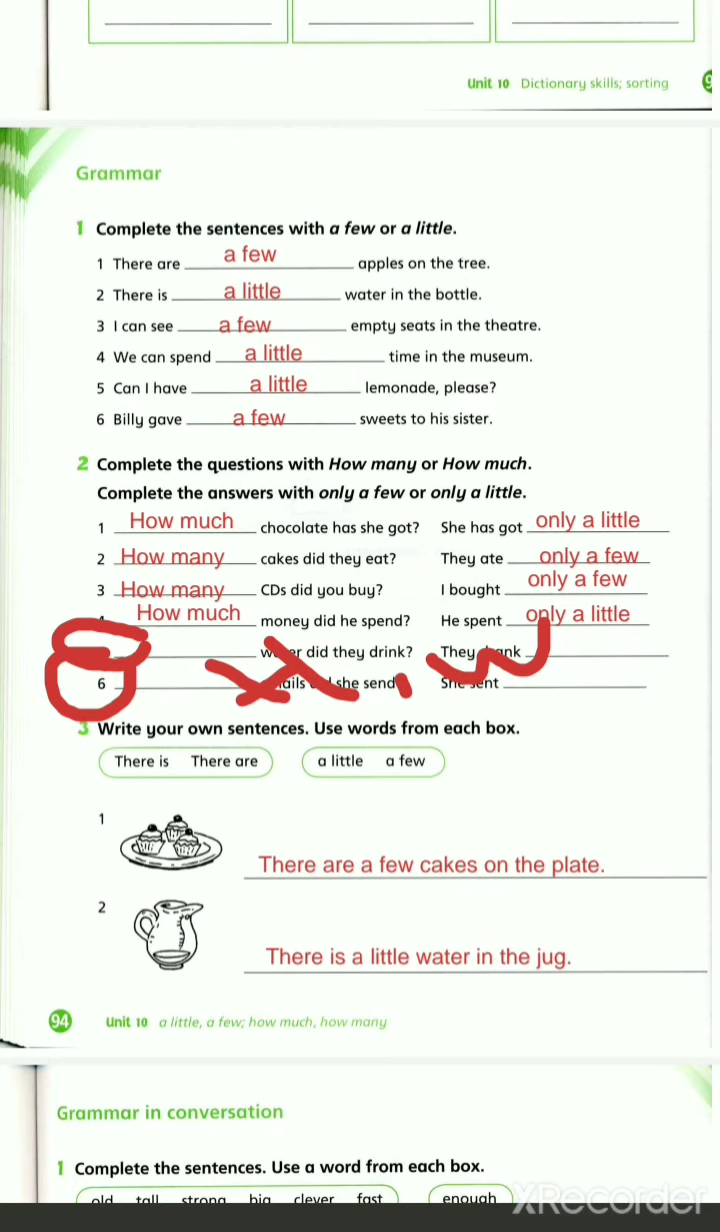 Unit 10 Dictionary skills; sorting
Grammar
1 Complete the sentences with a few or a little.
1 There are a few apples on the tree.
2 There is a little water in the bottle.
3 I can see a few empty seats in the theatre.
4 We can spend a little time in the museum.
5 Can I have a little lemonade, please?
6 Billy gave a few sweets to his sister.
2 Complete the questions with How many or How much.
Complete the answers with only a few or only a little.
1 How much chocolate has she got? She has got only a little
2 How many cakes did they eat? They ate only a few
3 How many CDs did you buy? I bought only a few
How much money did he spend? He spent only a little
did they drink? They
6 she send
3 Write your own sentences. Use words from each box.
There is There are a little a few
1
There are a few cakes on the plate.
2
There is a little water in the jug.
94 Unit 10 a little, a few; how much, how many
Grammar in conversation
1 Complete the sentences. Use a word from each box.
old tall strong big clever fast enough
XRecorder